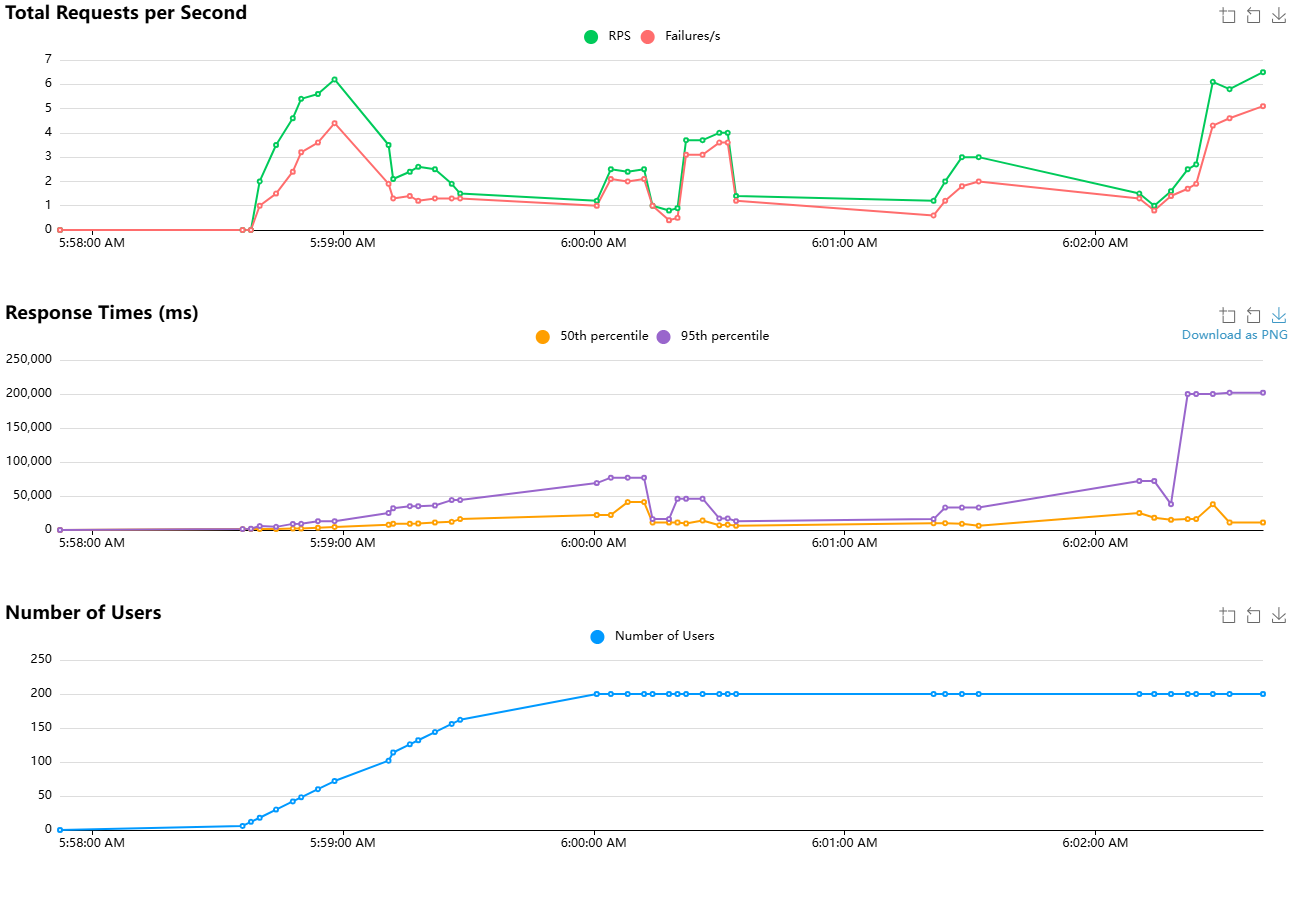 Total Requests per Second
RPS Failures/s
7
6
5
4
3
2
1
0
5:58:00 AM 5:59:00 AM 6:00:00 AM 6:01:00 AM 6:02:00 AM
Response Times (ms)
Download as PNG
50th percentile 95th percentile
250,000
200,000
150,000
100,000
50,000
0
5:58:00 AM 5:59:00 AM 6:00:00 AM 6:01:00 AM 6:02:00 AM
Number of Users
Number of Users
250
200
150
100
50
0
5:58:00 AM 5:59:00 AM 6:00:00 AM 6:01:00 AM 6:02:00 AM